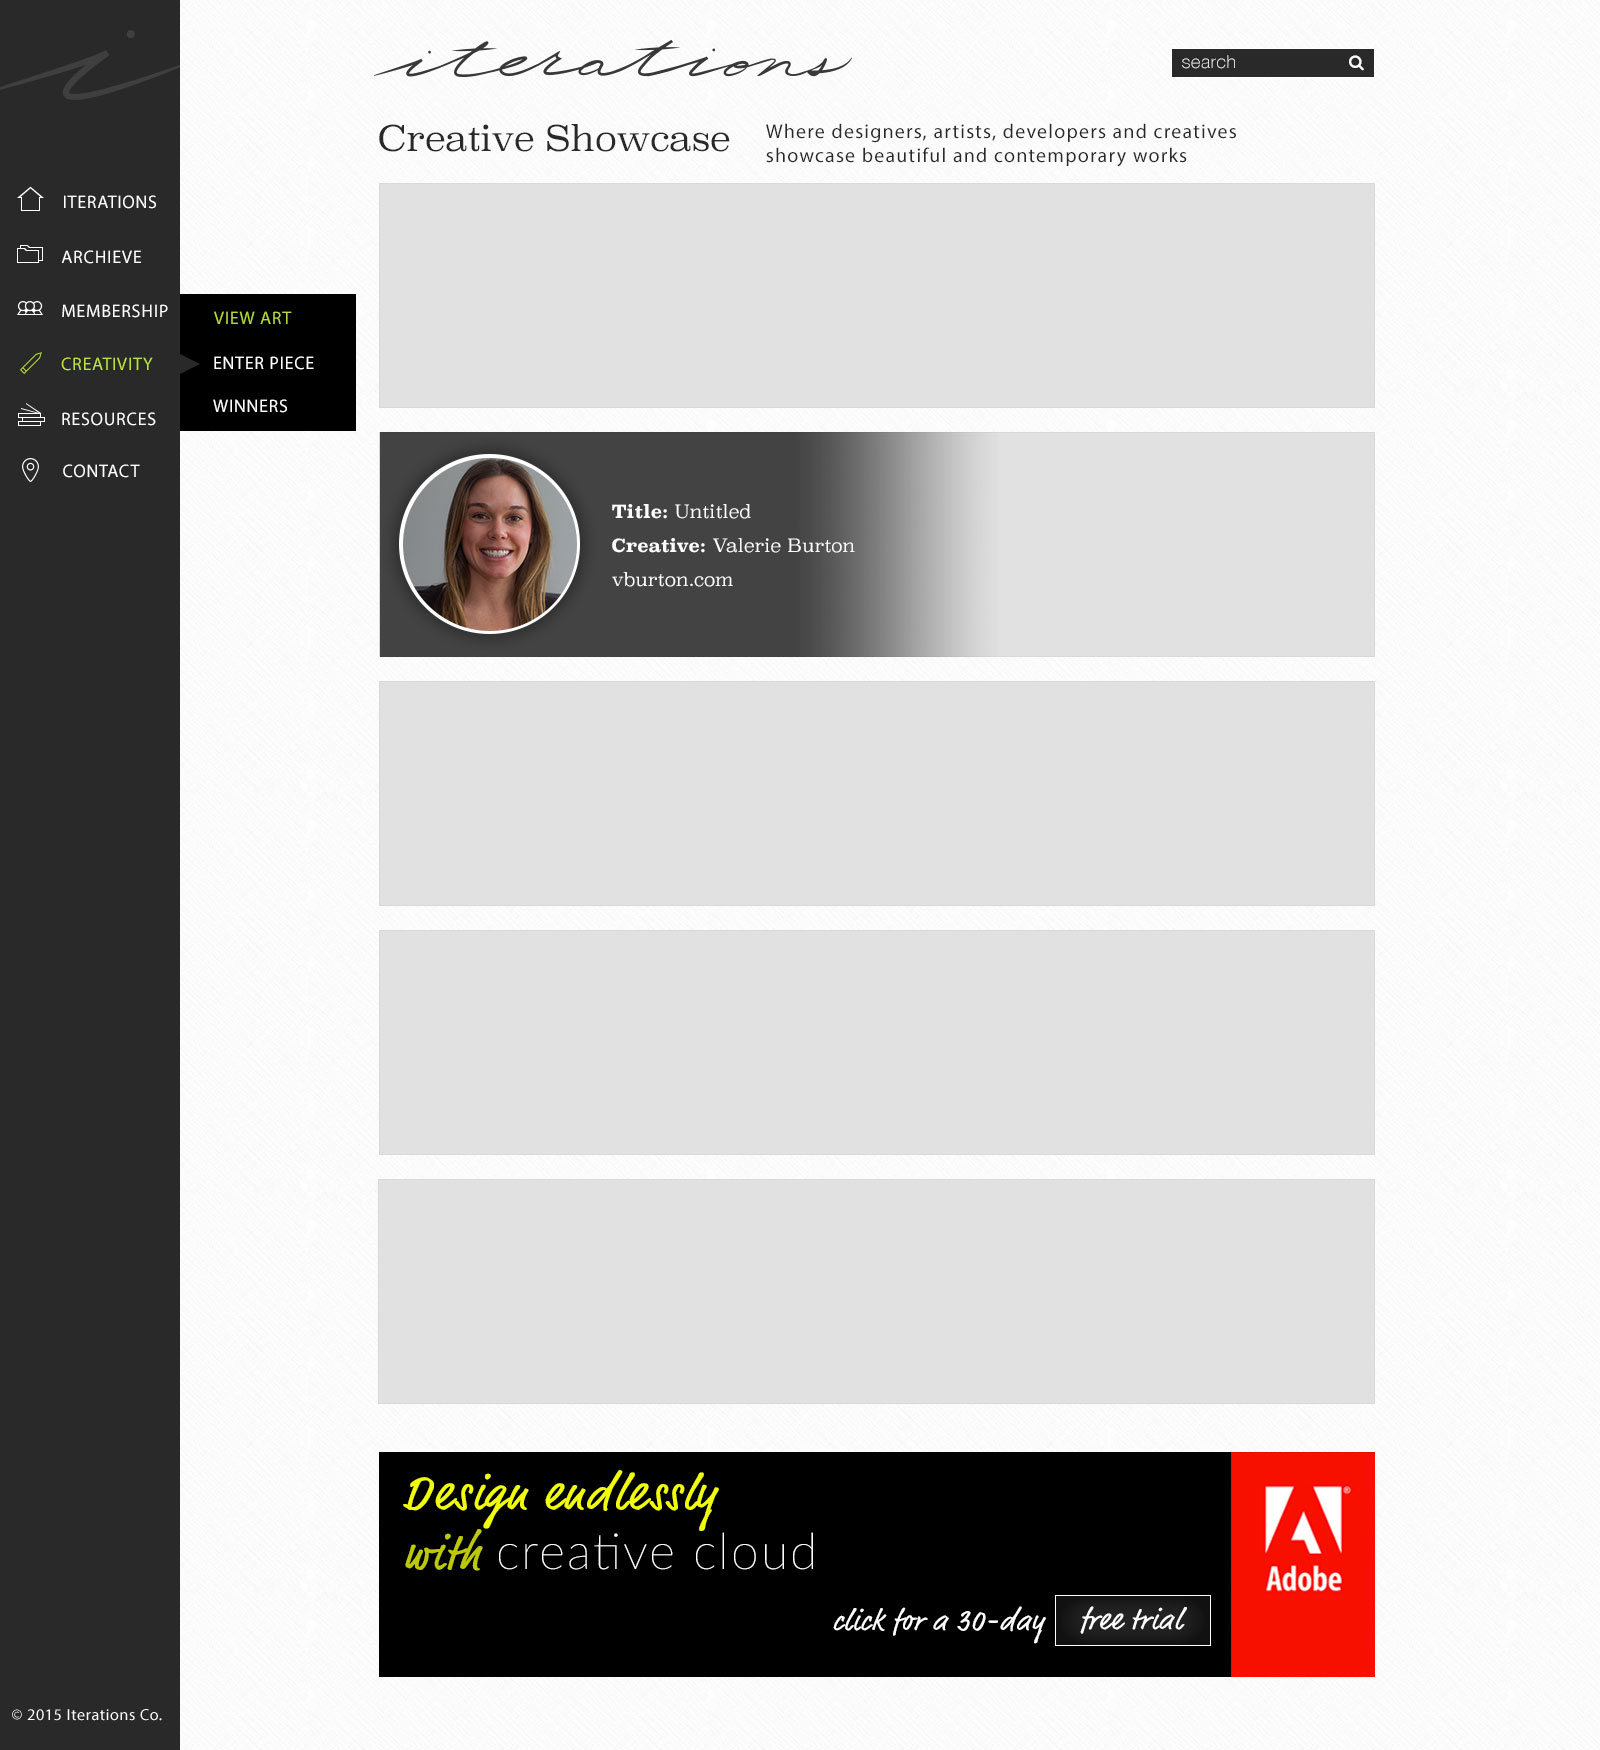 i
ITERATIONS
ARCHIEVE
MEMBERSHIP
CREATIVITY
RESOURCES
CONTACT
VIEW ART
ENTER PIECE
WINNERS
© 2015 Iterations Co.
iterations
search
Creative Showcase
Where designers, artists, developers and creatives
showcase beautiful and contemporary works
Title: Untitled
Creative: Valerie Burton
vburton.com
Design endlessly
with creative cloud
click for a 30-day free trial
Adobe®